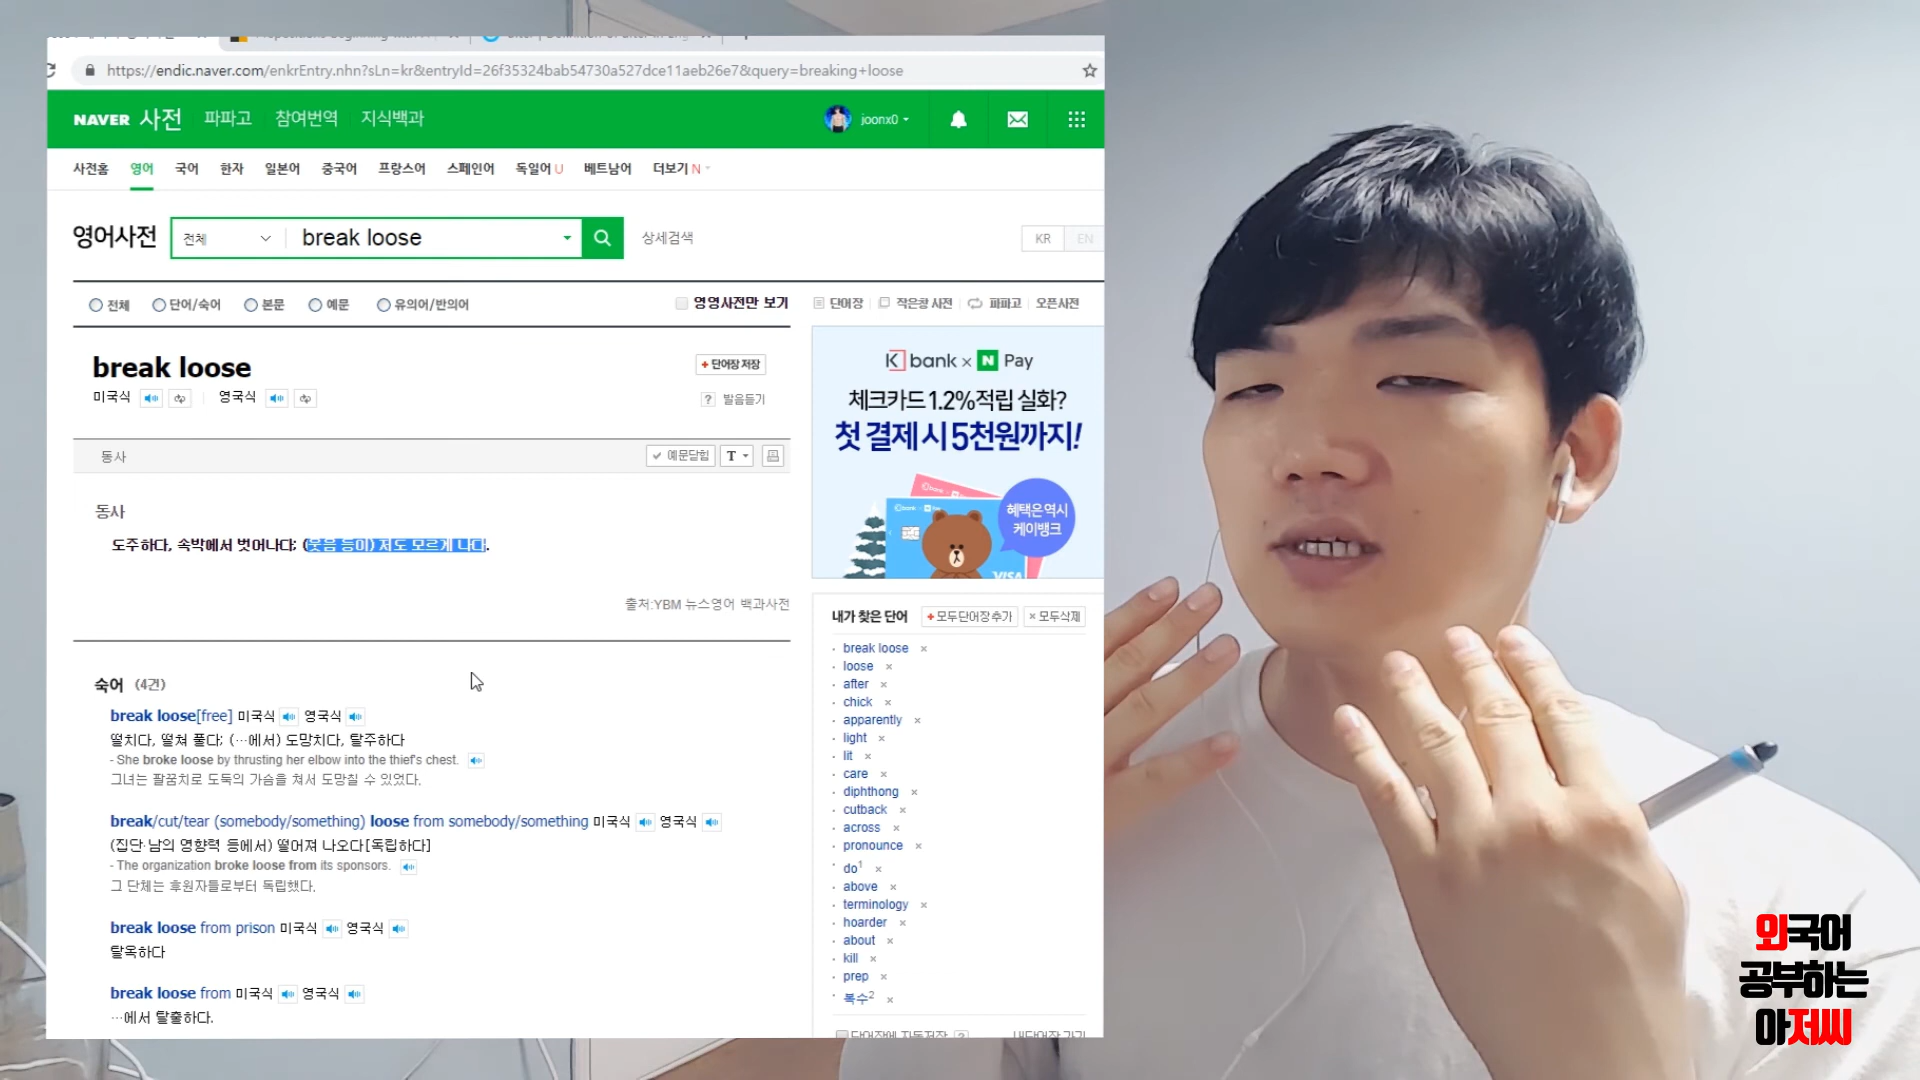 https://endic.naver.com/enkrEntry.nhn?sLn=kr&entryId=26f35324bab54730a527dce11aeb26e7&query=breaking+loose
NAVER 사전 파파고 참여번역 지식백과
joonx0
사전홈 영어 국어 한자 일본어 중국어 프랑스어 스페인어 독일어 U 베트남어 더보기 N
영어사전 전체 break loose 상세검색
KR EN
전체 단어/숙어 본문 예문 유의어/반의어
영영사전만 보기
단어장 작은창 사전 파파고 오픈사전
break loose
+ 단어장 저장
미국식 영국식
? 발음듣기
동사
예문닫힘 T
동사
도주하다, 속박에서 벗어나다; (웃음 등이) 저도 모르게 나다.
출처:YBM 뉴스영어 백과사전
숙어 (4건)
break loose[free] 미국식 영국식
떨치다, 떨쳐 풀다; (…에서) 도망치다, 탈주하다
- She broke loose by thrusting her elbow into the thief's chest.
그녀는 팔꿈치로 도둑의 가슴을 쳐서 도망칠 수 있었다.
break/cut/tear (somebody/something) loose from somebody/something 미국식 영국식
(집단·남의 영향력 등에서) 떨어져 나오다[독립하다]
- The organization broke loose from its sponsors.
그 단체는 후원자들로부터 독립했다.
break loose from prison 미국식 영국식
탈옥하다
break loose from 미국식 영국식
…에서 탈출하다.
K bank × N Pay
체크카드 1.2%적립 실화?
첫 결제 시 5천원까지!
혜택은 역시
케이뱅크
VISA
내가 찾은 단어 + 모두단어장추가 × 모두삭제
break loose ×
loose ×
after ×
chick ×
apparently ×
light ×
lit ×
care ×
diphthong ×
cutback ×
across ×
pronounce ×
do1 ×
above ×
terminology ×
hoarder ×
about ×
kill ×
prep ×
복수2 ×
외국어
공부하는
아저씨